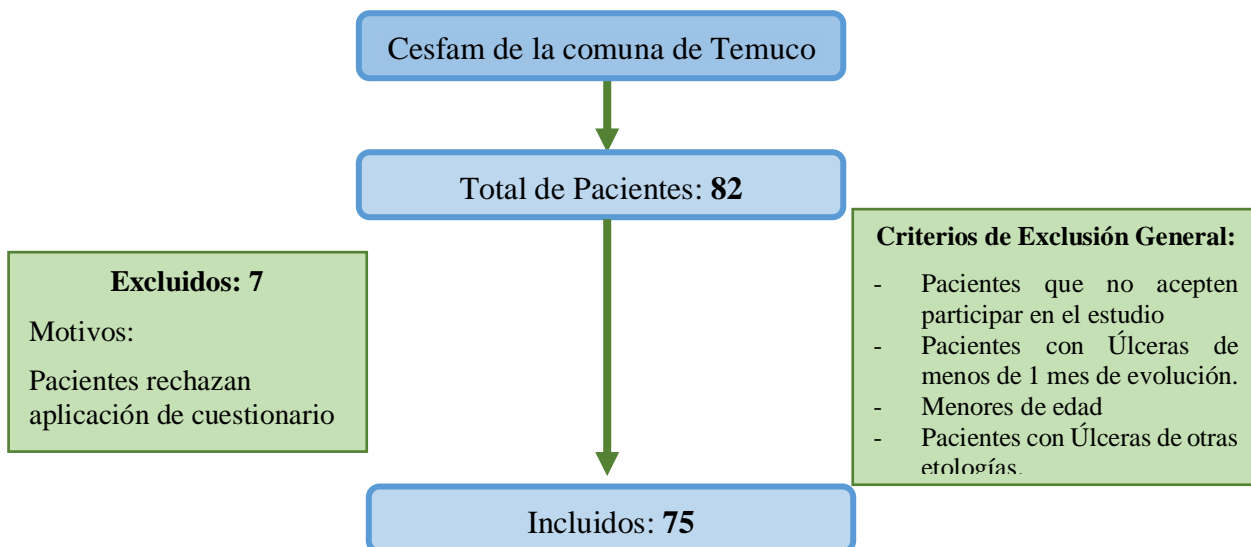 Cesfam de la comuna de Temuco
Total de Pacientes: 82
Excluidos: 7
Motivos:
Pacientes rechazan
aplicación de cuestionario
Criterios de Exclusión General:
- Pacientes que no acepten
participar en el estudio
- Pacientes con Úlceras de
menos de 1 mes de evolución.
- Menores de edad
- Pacientes con Úlceras de otras
etologías.
Incluidos: 75